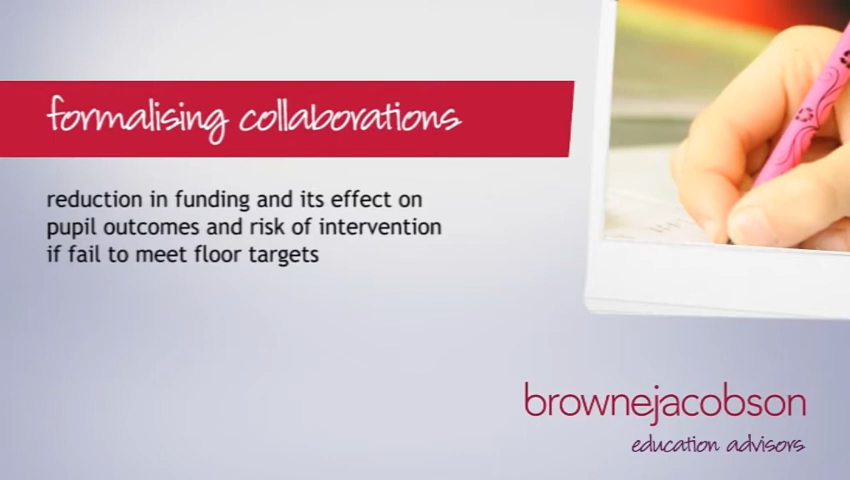 formalising collaborations
reduction in funding and its effect on
pupil outcomes and risk of intervention
if fail to meet floor targets
brownejacobson
education advisors